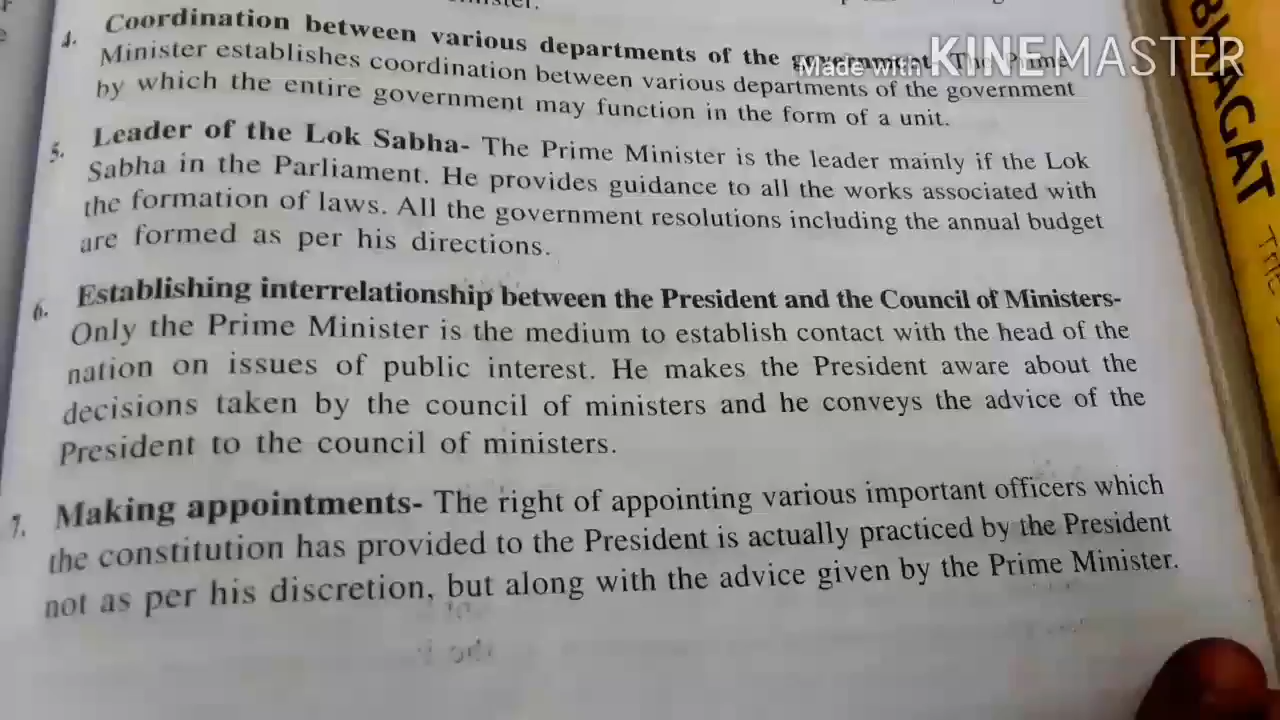 4. Coordination between various departments of the government- The Prime
Minister establishes coordination between various departments of the government
by which the entire government may function in the form of a unit.
5. Leader of the Lok Sabha- The Prime Minister is the leader mainly if the Lok
Sabha in the Parliament. He provides guidance to all the works associated with
the formation of laws. All the government resolutions including the annual budget
are formed as per his directions.
6. Establishing interrelationship between the President and the Council of Ministers-
Only the Prime Minister is the medium to establish contact with the head of the
nation on issues of public interest. He makes the President aware about the
decisions taken by the council of ministers and he conveys the advice of the
President to the council of ministers.
7. Making appointments- The right of appointing various important officers which
the constitution has provided to the President is actually practiced by the President
not as per his discretion, but along with the advice given by the Prime Minister.
Made with KINEMASTER
BHAGAT